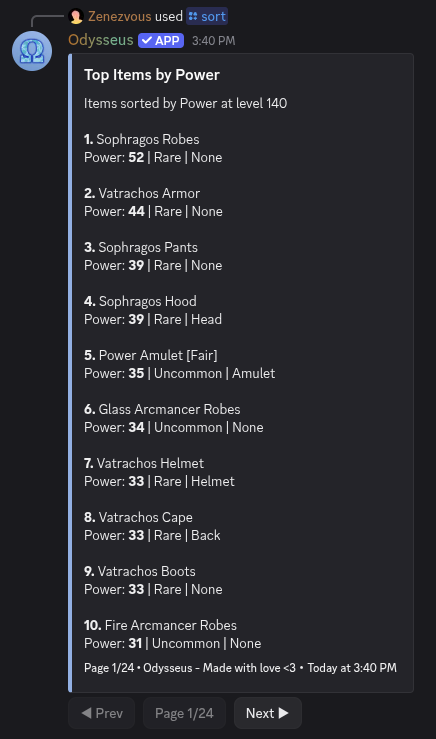 Zenezvous used sort
Odysseus APP 3:40 PM
Top Items by Power
Items sorted by Power at level 140
1. Sophragos Robes
Power: 52 | Rare | None
2. Vatrachos Armor
Power: 44 | Rare | None
3. Sophragos Pants
Power: 39 | Rare | None
4. Sophragos Hood
Power: 39 | Rare | Head
5. Power Amulet [Fair]
Power: 35 | Uncommon | Amulet
6. Glass Arcmancer Robes
Power: 34 | Uncommon | None
7. Vatrachos Helmet
Power: 33 | Rare | Helmet
8. Vatrachos Cape
Power: 33 | Rare | Back
9. Vatrachos Boots
Power: 33 | Rare | None
10. Fire Arcmancer Robes
Power: 31 | Uncommon | None
Page 1/24 • Odysseus - Made with love <3 • Today at 3:40 PM
◀ Prev Page 1/24 Next ▶